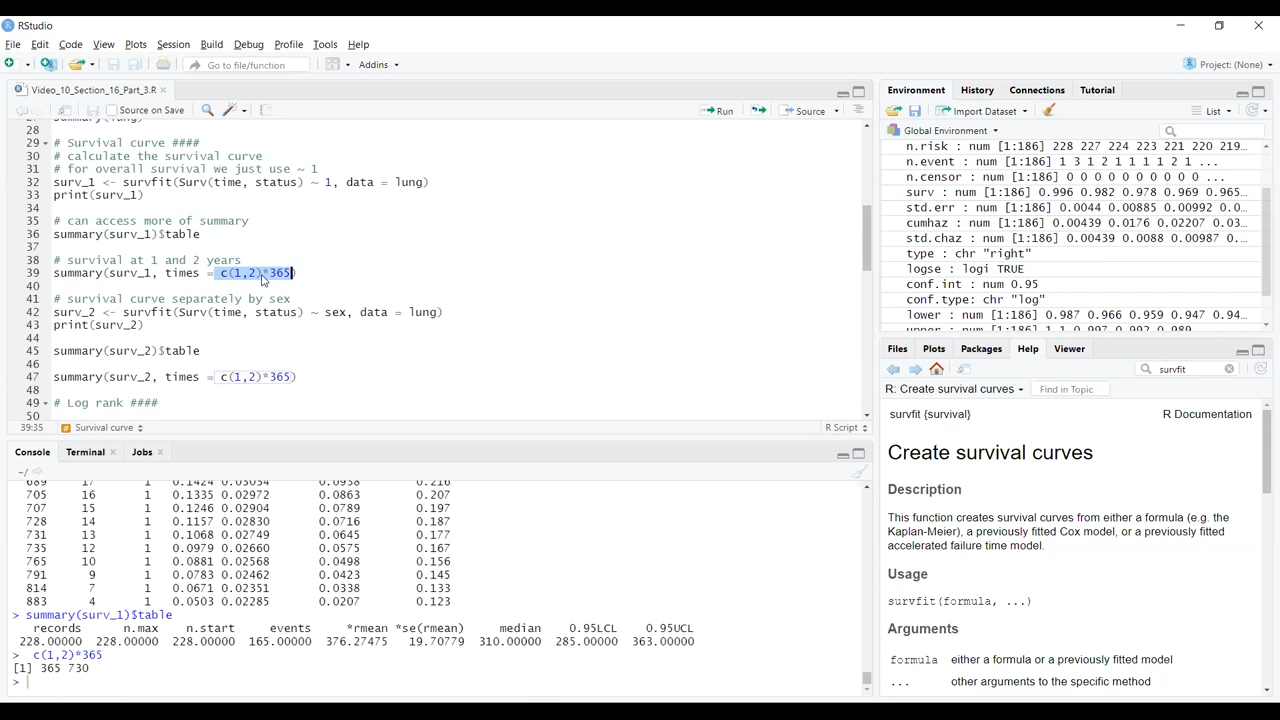 RStudio
File Edit Code View Plots Session Build Debug Profile Tools Help
Go to file/function Addins Project: (None)
Video_10_Section_16_Part_3.R
Source on Save Run Source
28
29 # Survival curve ####
30 # calculate the survival curve
31 # for overall survival we just use ~ 1
32 surv_1 <- survfit(Surv(time, status) ~ 1, data = lung)
33 print(surv_1)
34
35 # can access more of summary
36 summary(surv_1)$table
37
38 # survival at 1 and 2 years
39 summary(surv_1, times = c(1,2)*365)
40
41 # survival curve separately by sex
42 surv_2 <- survfit(Surv(time, status) ~ sex, data = lung)
43 print(surv_2)
44
45 summary(surv_2)$table
46
47 summary(surv_2, times = c(1,2)*365)
48
49 # Log rank ####
50
39:35 Survival curve R Script
Console Terminal Jobs
~/
705 16 1 0.1335 0.02972 0.0863 0.207
707 15 1 0.1246 0.02904 0.0789 0.197
728 14 1 0.1157 0.02830 0.0716 0.187
731 13 1 0.1068 0.02749 0.0645 0.177
735 12 1 0.0979 0.02660 0.0575 0.167
765 10 1 0.0881 0.02568 0.0498 0.156
791 9 1 0.0783 0.02462 0.0423 0.145
814 7 1 0.0671 0.02351 0.0338 0.133
883 4 1 0.0503 0.02285 0.0207 0.123
> summary(surv_1)$table
records n.max n.start events *rmean *se(rmean) median 0.95LCL 0.95UCL
228.00000 228.00000 228.00000 165.00000 376.27475 19.70779 310.00000 285.00000 363.00000
> c(1,2)*365
[1] 365 730
>
Environment History Connections Tutorial
Import Dataset List
Global Environment
n.risk : num [1:186] 228 227 224 223 221 220 219…
n.event : num [1:186] 1 3 1 2 1 1 1 1 2 1 ...
n.censor : num [1:186] 0 0 0 0 0 0 0 0 0 0 ...
surv : num [1:186] 0.996 0.982 0.978 0.969 0.965…
std.err : num [1:186] 0.0044 0.00885 0.00992 0.0…
cumhaz : num [1:186] 0.00439 0.0176 0.02207 0.03…
std.chaz : num [1:186] 0.00439 0.0088 0.00987 0.…
type : chr "right"
logse : logi TRUE
conf.int : num 0.95
conf.type: chr "log"
lower : num [1:186] 0.987 0.966 0.959 0.947 0.94…
Files Plots Packages Help Viewer
survfit
R: Create survival curves Find in Topic
survfit {survival} R Documentation
Create survival curves
Description
This function creates survival curves from either a formula (e.g. the
Kaplan-Meier), a previously fitted Cox model, or a previously fitted
accelerated failure time model.
Usage
survfit(formula, ...)
Arguments
formula either a formula or a previously fitted model
... other arguments to the specific method